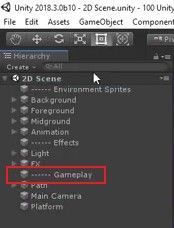 Unity 2018.3.0b10 - 2D Scene.unity - 100 Unity
File Edit Assets GameObject Component
Hierarchy
Create All
2D Scene
------ Environment Sprites
Background
Foreground
Midground
Animation
------ Effects
Light
FX
------ Gameplay
Path
Main Camera
Platform